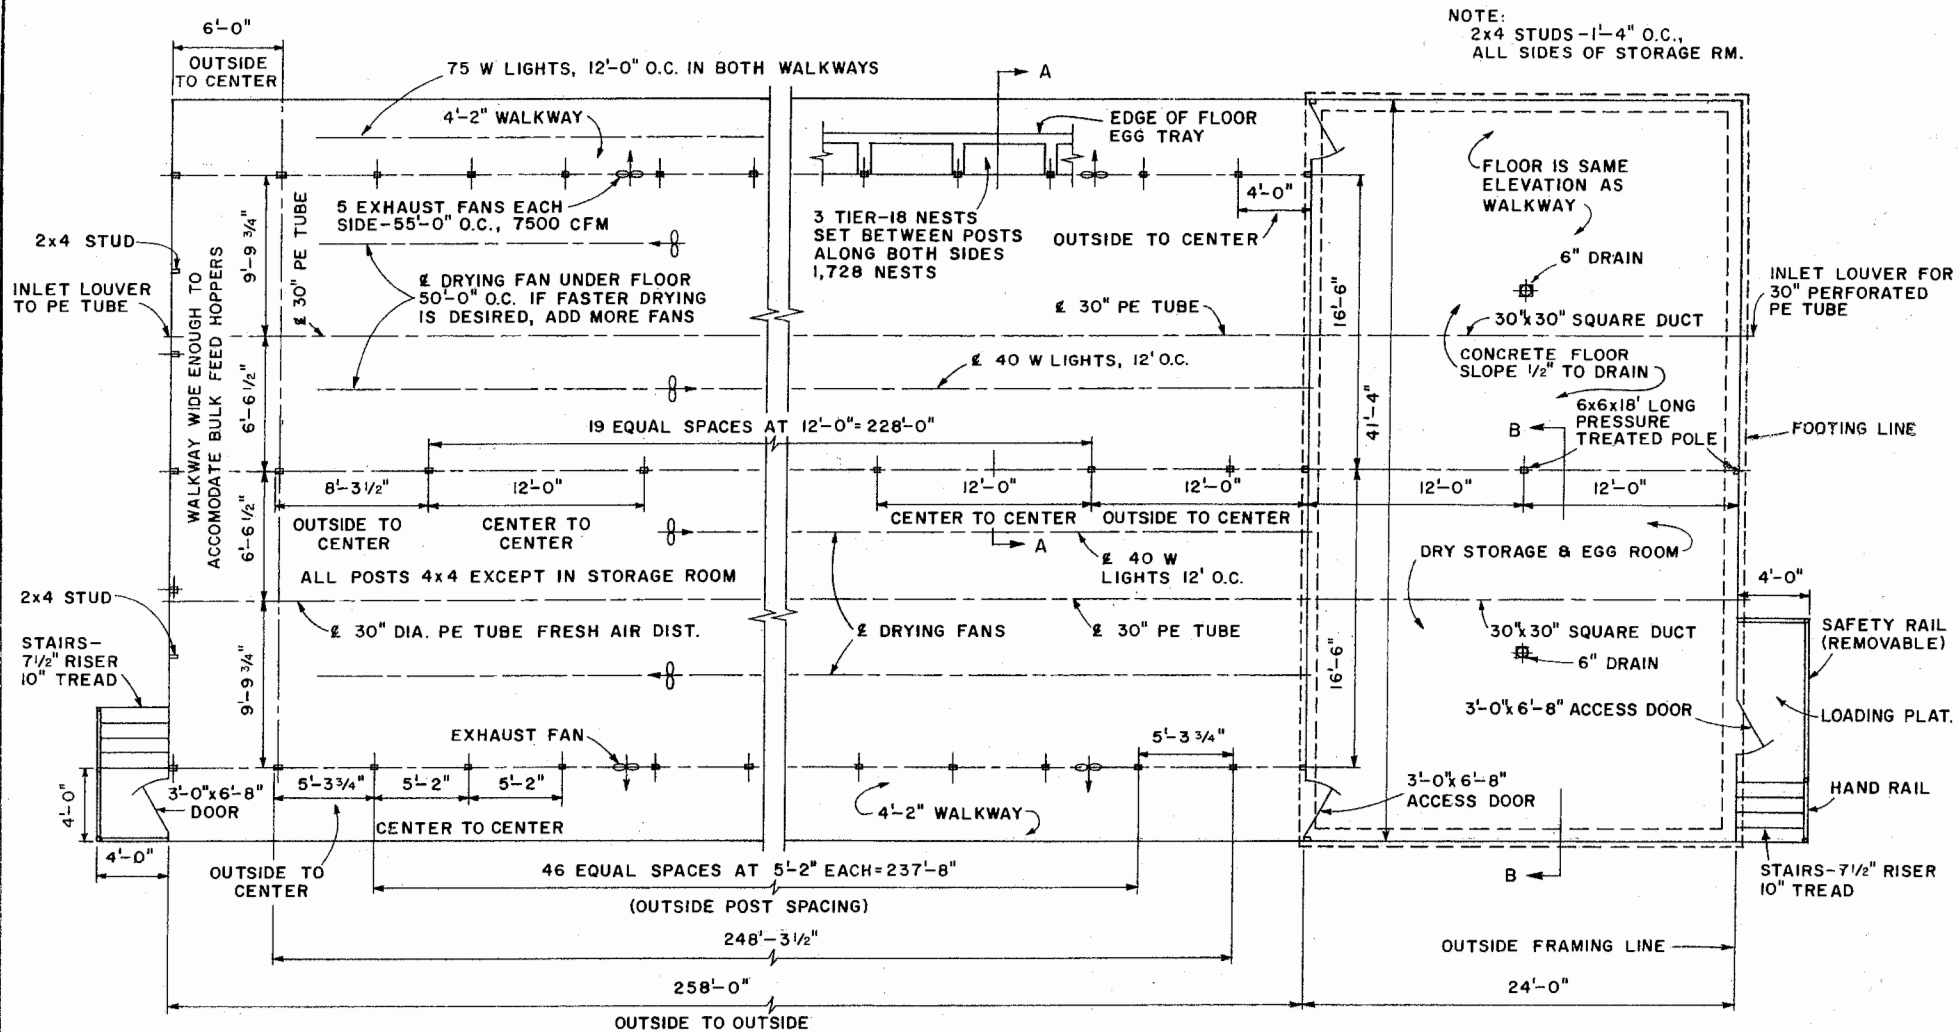 NOTE:
2x4 STUDS-1'-4" O.C.,
ALL SIDES OF STORAGE RM.
6'-0"
OUTSIDE
TO CENTER
75 W LIGHTS, 12'-0" O.C. IN BOTH WALKWAYS
A
4'-2" WALKWAY
EDGE OF FLOOR
EGG TRAY
FLOOR IS SAME
ELEVATION AS
WALKWAY
5 EXHAUST FANS EACH
SIDE-55'-0" O.C., 7500 CFM
3 TIER-18 NESTS
SET BETWEEN POSTS
ALONG BOTH SIDES
1,728 NESTS
4'-0"
OUTSIDE TO CENTER
2x4 STUD
9'-9 3/4"
℄ 30" PE TUBE
6" DRAIN
INLET LOUVER
TO PE TUBE
WALKWAY WIDE ENOUGH TO
ACCOMODATE BULK FEED HOPPERS
℄ DRYING FAN UNDER FLOOR
50'-0" O.C. IF FASTER DRYING
IS DESIRED, ADD MORE FANS
℄ 30" PE TUBE
16'-6"
30"x30" SQUARE DUCT
INLET LOUVER FOR
30" PERFORATED
PE TUBE
℄ 40 W LIGHTS, 12' O.C.
CONCRETE FLOOR
SLOPE 1/2" TO DRAIN
6'-6 1/2"
41'-4"
6x6x18' LONG
PRESSURE
TREATED POLE
B
FOOTING LINE
19 EQUAL SPACES AT 12'-0"=228'-0"
8'-3 1/2"
12'-0"
12'-0"
12'-0"
12'-0"
12'-0"
OUTSIDE TO
CENTER
CENTER TO
CENTER
CENTER TO CENTER
OUTSIDE TO CENTER
6'-6 1/2"
A
℄ 40 W
LIGHTS 12' O.C.
DRY STORAGE & EGG ROOM
ALL POSTS 4x4 EXCEPT IN STORAGE ROOM
4'-0"
2x4 STUD
℄ 30" DIA. PE TUBE FRESH AIR DIST.
℄ DRYING FANS
℄ 30" PE TUBE
30"x30" SQUARE DUCT
SAFETY RAIL
(REMOVABLE)
STAIRS-
7 1/2" RISER
10" TREAD
9'-9 3/4"
16'-6"
6" DRAIN
3'-0"x6'-8" ACCESS DOOR
LOADING PLAT.
EXHAUST FAN
5'-3 3/4"
4'-0"
3'-0"x6'-8"
DOOR
5'-3 3/4"
5'-2"
5'-2"
3'-0"x6'-8"
ACCESS DOOR
HAND RAIL
4'-2" WALKWAY
CENTER TO CENTER
4'-0"
OUTSIDE TO
CENTER
46 EQUAL SPACES AT 5'-2" EACH=237'-8"
(OUTSIDE POST SPACING)
B
STAIRS-7 1/2" RISER
10" TREAD
248'-3 1/2"
OUTSIDE FRAMING LINE
258'-0"
24'-0"
OUTSIDE TO OUTSIDE